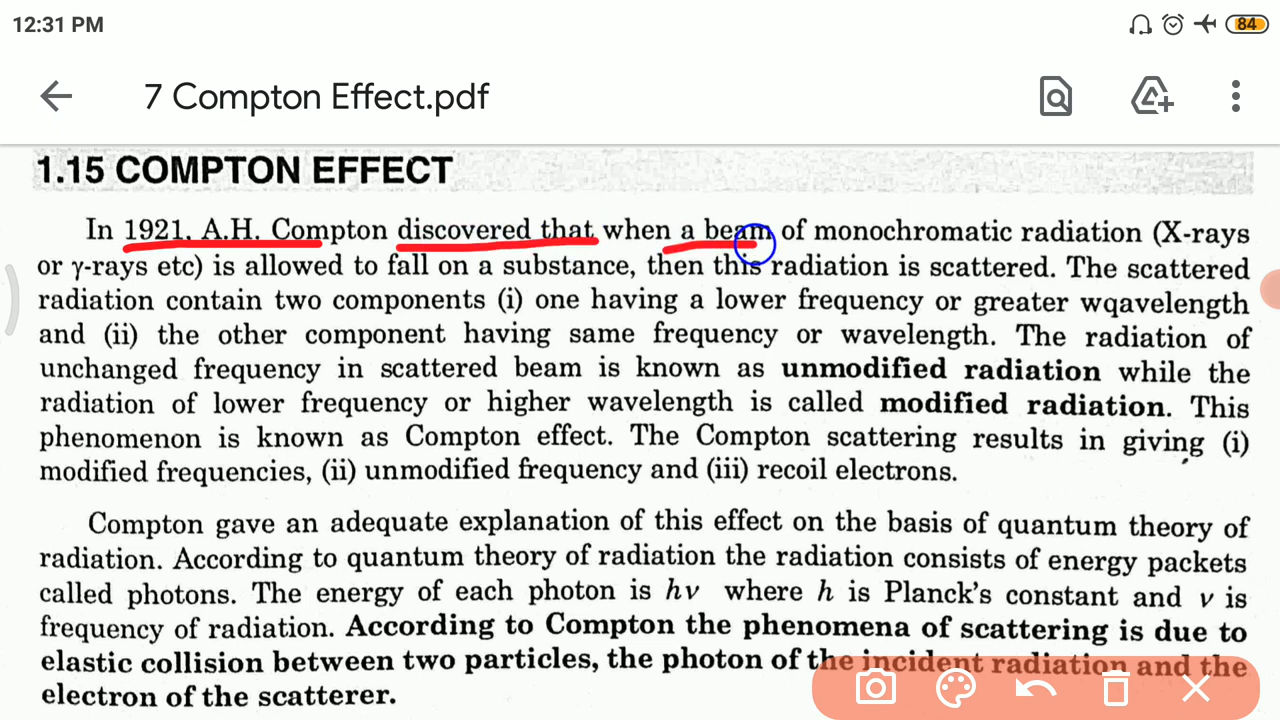 12:31 PM
84
7 Compton Effect.pdf
1.15 COMPTON EFFECT
In 1921. A.H. Compton discovered that when a beam of monochromatic radiation (X-rays
or γ-rays etc) is allowed to fall on a substance, then this radiation is scattered. The scattered
radiation contain two components (i) one having a lower frequency or greater wqavelength
and (ii) the other component having same frequency or wavelength. The radiation of
unchanged frequency in scattered beam is known as unmodified radiation while the
radiation of lower frequency or higher wavelength is called modified radiation. This
phenomenon is known as Compton effect. The Compton scattering results in giving (i)
modified frequencies, (ii) unmodified frequency and (iii) recoil electrons.
Compton gave an adequate explanation of this effect on the basis of quantum theory of
radiation. According to quantum theory of radiation the radiation consists of energy packets
called photons. The energy of each photon is hν where h is Planck's constant and ν is
frequency of radiation. According to Compton the phenomena of scattering is due to
elastic collision between two particles, the photon of the incident radiation and the
electron of the scatterer.